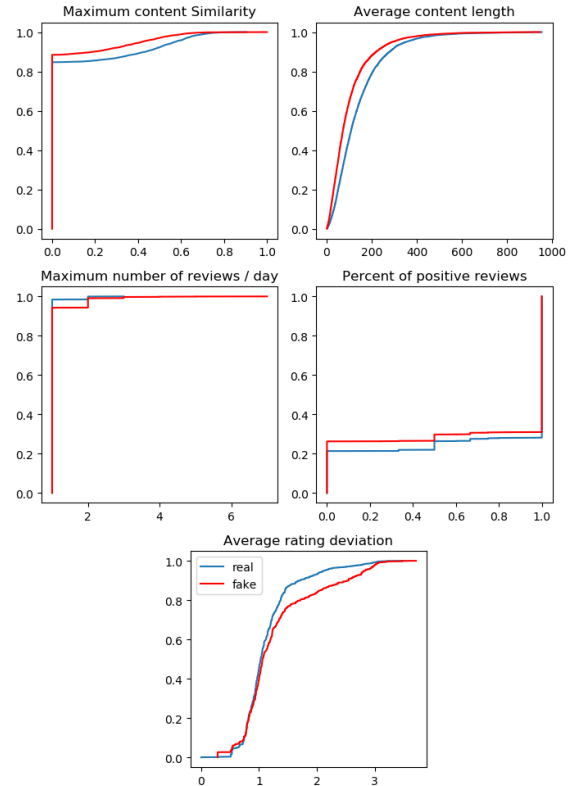 Maximum content Similarity
1.0
0.8
0.6
0.4
0.2
0.0
0.0 0.2 0.4 0.6 0.8 1.0
Average content length
1.0
0.8
0.6
0.4
0.2
0.0
0 200 400 600 800 1000
Maximum number of reviews / day
1.0
0.8
0.6
0.4
0.2
0.0
2 4 6
Percent of positive reviews
1.0
0.8
0.6
0.4
0.2
0.0
0.0 0.2 0.4 0.6 0.8 1.0
Average rating deviation
real
fake
1.0
0.8
0.6
0.4
0.2
0.0
0 1 2 3